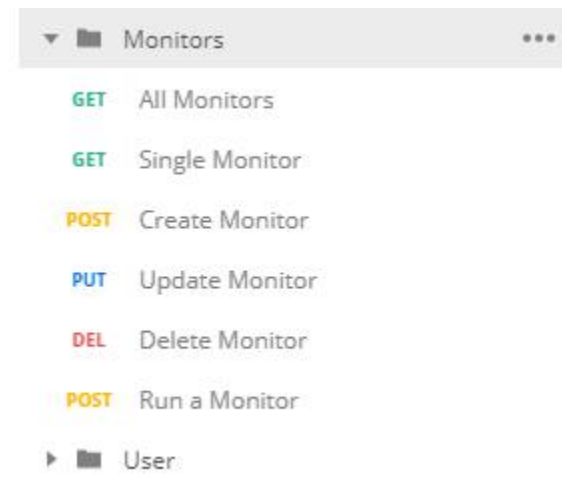 Monitors
GET All Monitors
GET Single Monitor
POST Create Monitor
PUT Update Monitor
DEL Delete Monitor
POST Run a Monitor
User